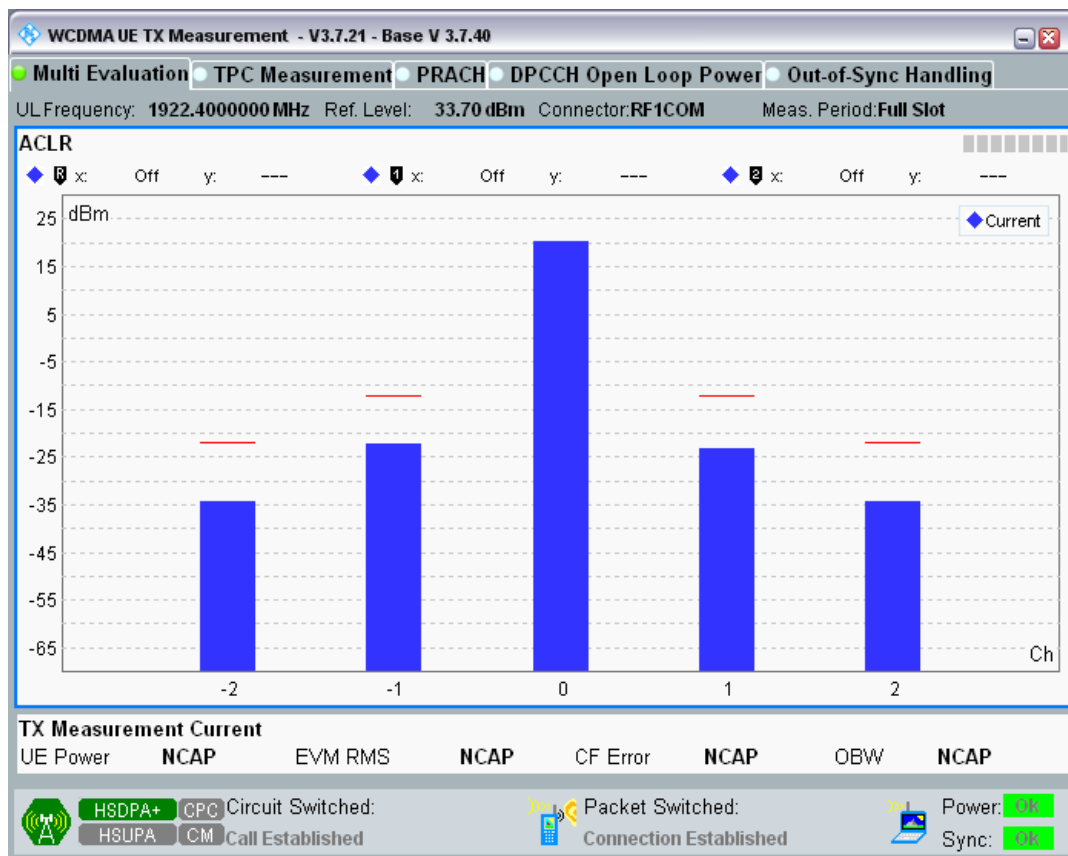 WCDMA UE TX Measurement - V3.7.21 - Base V 3.7.40
Multi Evaluation TPC Measurement PRACH DPCCH Open Loop Power Out-of-Sync Handling
UL Frequency: 1922.4000000 MHz Ref. Level: 33.70 dBm Connector:RF1COM Meas. Period:Full Slot
ACLR
R x: Off y: --- 1 x: Off y: --- 2 x: Off y: ---
25 dBm Current
15
5
-5
-15
-25
-35
-45
-55
-65 Ch
-2 -1 0 1 2
TX Measurement Current
UE Power NCAP EVM RMS NCAP CF Error NCAP OBW NCAP
HSDPA+ CPC Circuit Switched: Packet Switched: Power: OK
HSUPA CM Call Established Connection Established Sync: OK